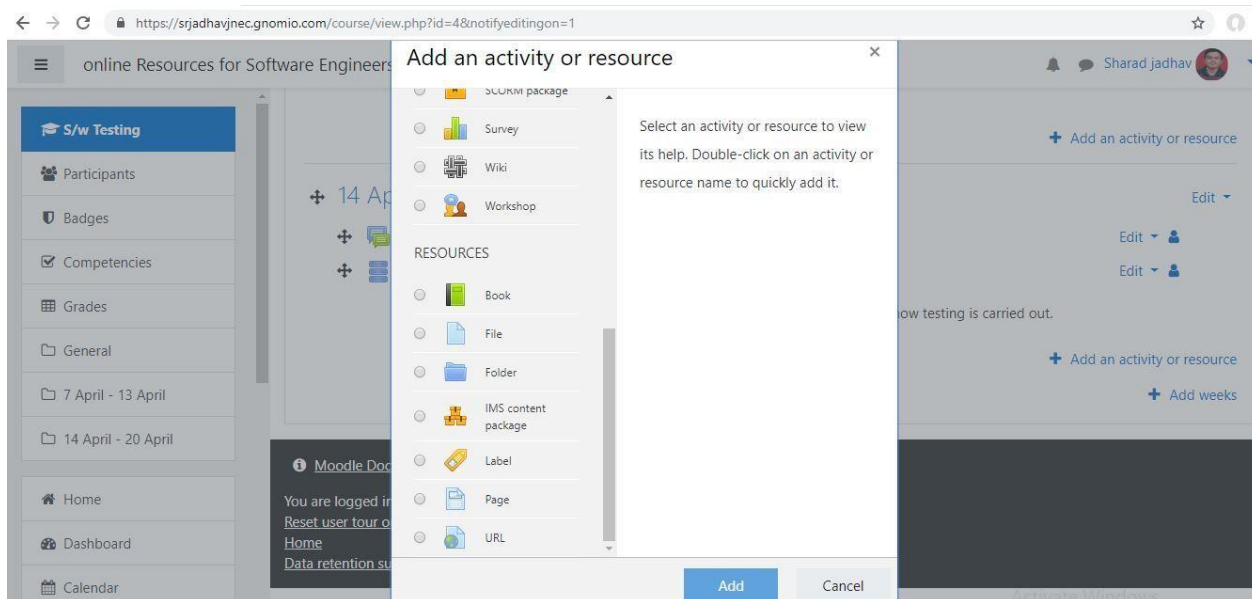 https://srjadhavjnec.gnomio.com/course/view.php?id=4&notifyeditingon=1
online Resources for Software Engineers
Sharad jadhav
Add an activity or resource
S/w Testing
Participants
Badges
Competencies
Grades
General
7 April - 13 April
14 April - 20 April
Home
Dashboard
Calendar
SCORM package
Survey
Wiki
Workshop
RESOURCES
Book
File
Folder
IMS content
package
Label
Page
URL
Select an activity or resource to view
its help. Double-click on an activity or
resource name to quickly add it.
Add
Cancel
14 Ap
+ Add an activity or resource
Edit
Edit
Edit
how testing is carried out.
+ Add an activity or resource
+ Add weeks
Moodle Doc
You are logged in
Reset user tour o
Home
Data retention su
Activate Windows